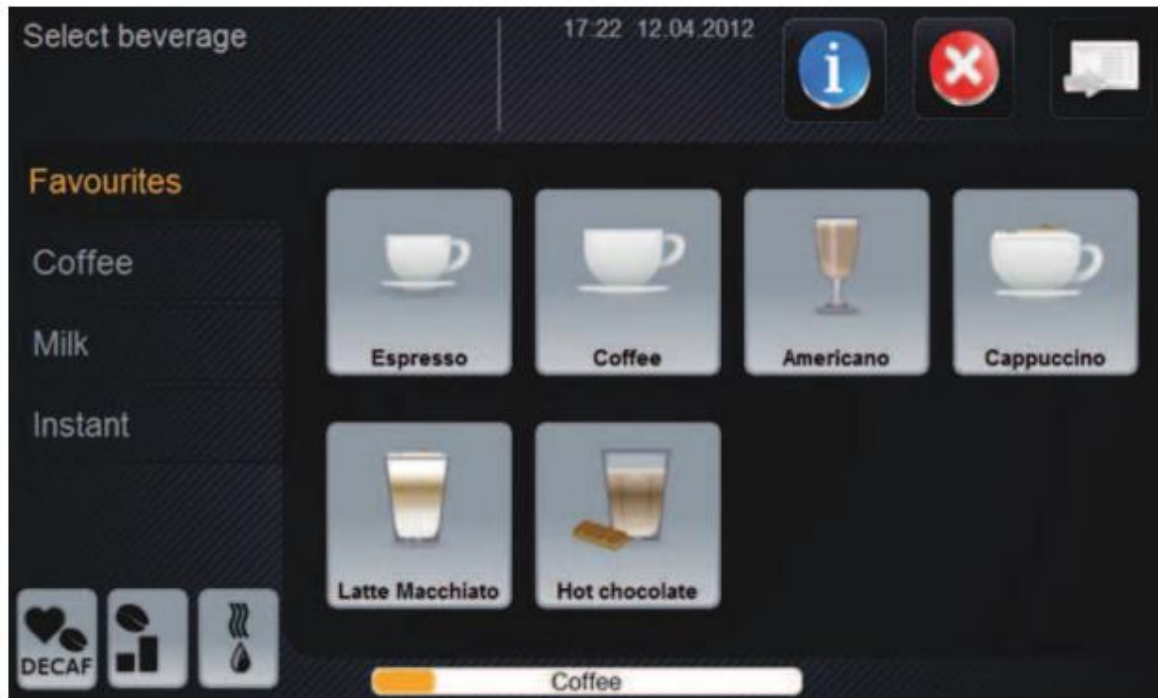 Select beverage
17:22 12.04.2012
i
Favourites
Coffee
Milk
Instant
Espresso
Coffee
Americano
Cappuccino
Latte Macchiato
Hot chocolate
DECAF
Coffee